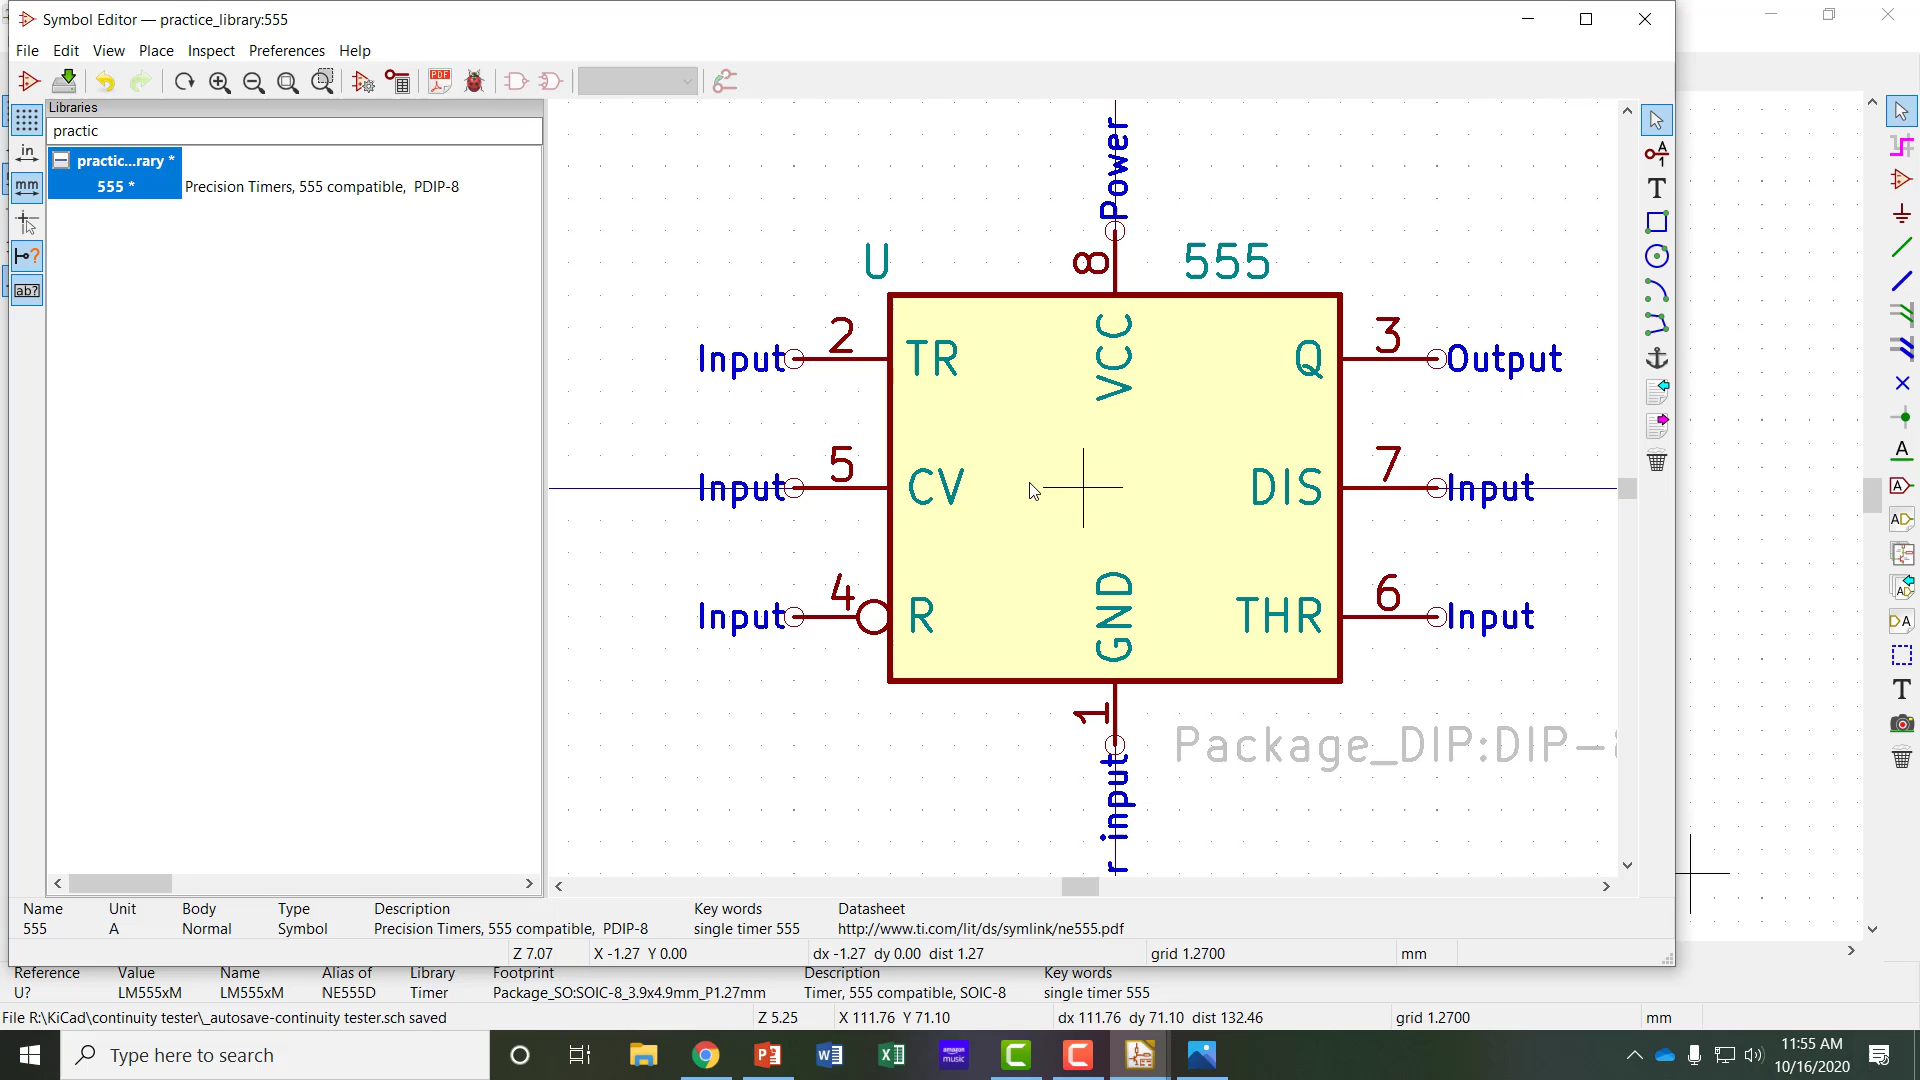 Symbol Editor — practice_library:555
File Edit View Place Inspect Preferences Help
PDF
Libraries
practic
practic...rary *
555 * Precision Timers, 555 compatible, PDIP-8
in
mm
ab?
Power
U 8 555
Input 2 TR VCC Q 3 Output
Input 5 CV DIS 7 Input
Input 4 R GND THR 6 Input
1
r input
Package_DIP:DIP-8
Name Unit Body Type Description Key words Datasheet
555 A Normal Symbol Precision Timers, 555 compatible, PDIP-8 single timer 555 http://www.ti.com/lit/ds/symlink/ne555.pdf
Z 7.07 X -1.27 Y 0.00 dx -1.27 dy 0.00 dist 1.27 grid 1.2700 mm
Reference Value Name Alias of Library Footprint Description Key words
U? LM555xM LM555xM NE555D Timer Package_SO:SOIC-8_3.9x4.9mm_P1.27mm Timer, 555 compatible, SOIC-8 single timer 555
File R:\KiCad\continuity tester\_autosave-continuity tester.sch saved Z 5.25 X 111.76 Y 71.10 dx 111.76 dy 71.10 dist 132.46 grid 1.2700 mm
Type here to search
amazon music
11:55 AM
10/16/2020